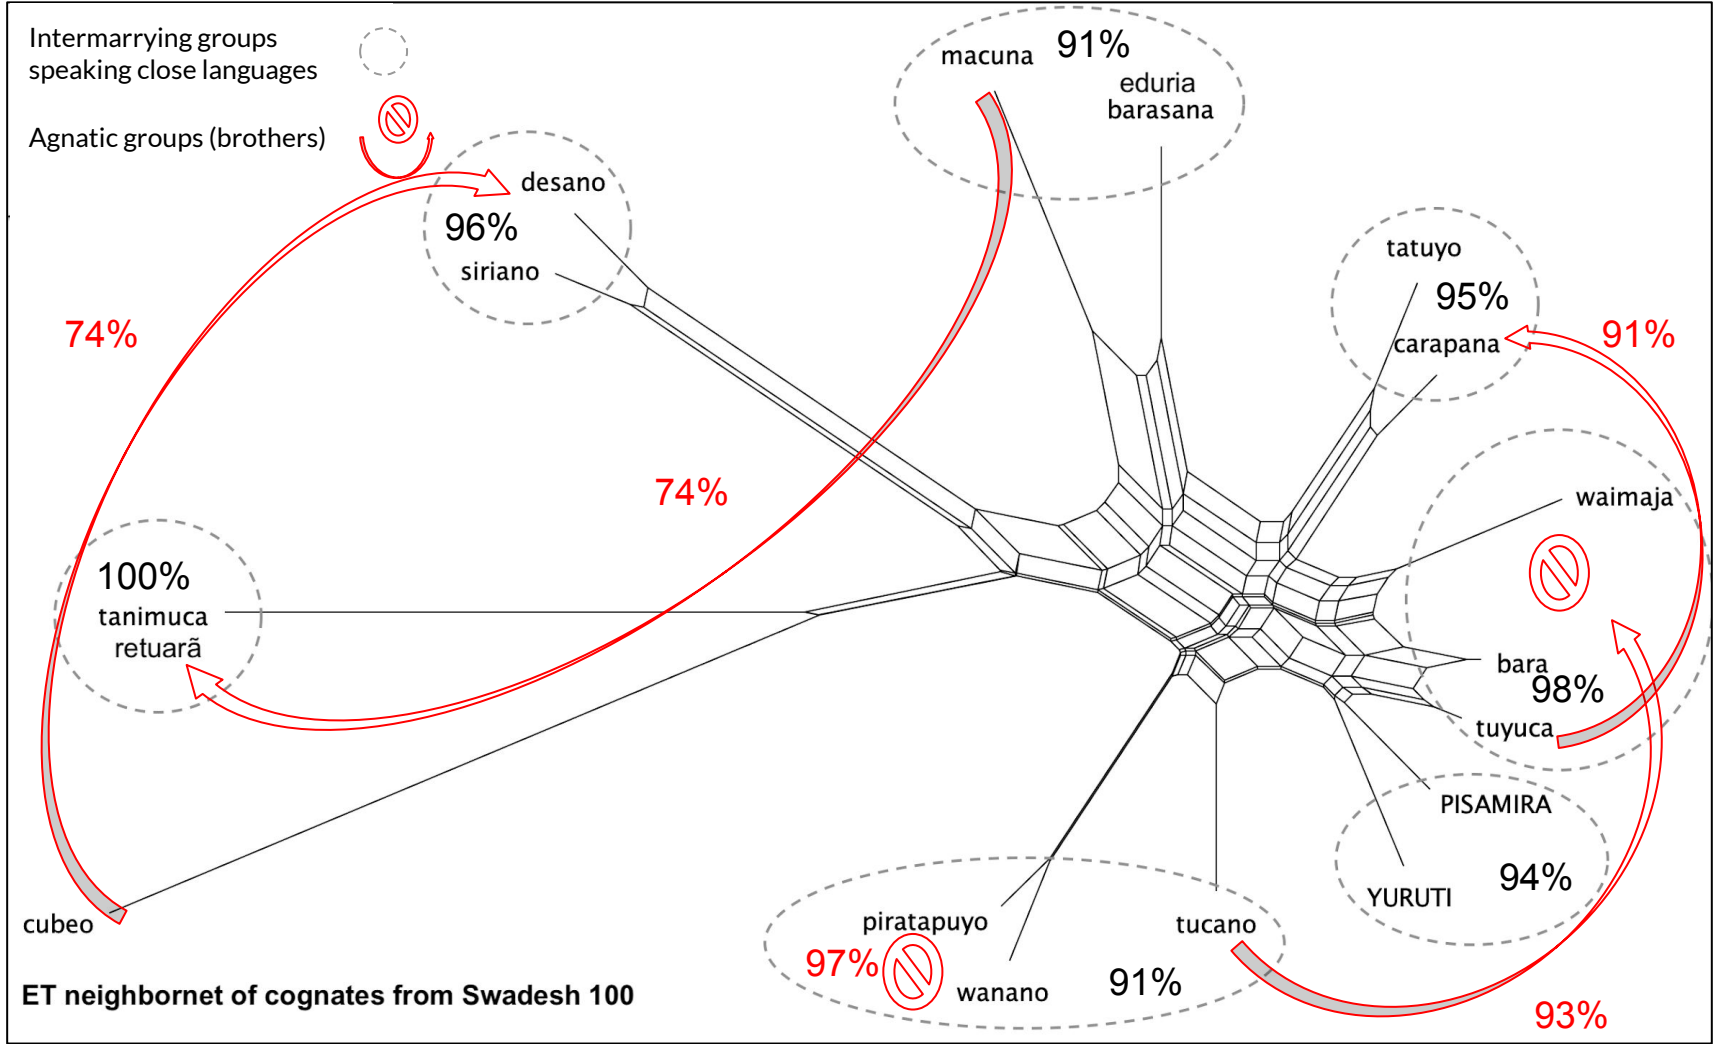 Intermarrying groups
speaking close languages
Agnatic groups (brothers)
macuna
91%
eduria
barasana
desano
96%
siriano
tatuyo
95%
carapana
91%
74%
74%
waimaja
100%
tanimuca
retuarã
bara
98%
tuyuca
PISAMIRA
YURUTI
94%
cubeo
piratapuyo
97%
wanano
tucano
91%
93%
ET neighbornet of cognates from Swadesh 100